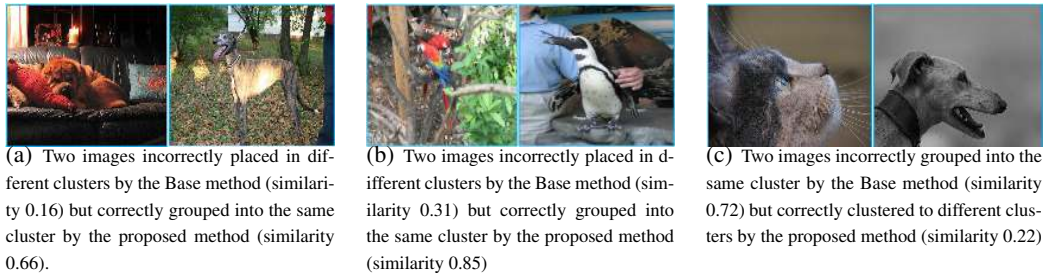 (a) Two images incorrectly placed in dif-
ferent clusters by the Base method (similari-
ty 0.16) but correctly grouped into the same
cluster by the proposed method (similarity
0.66).
(b) Two images incorrectly placed in d-
ifferent clusters by the Base method (sim-
ilarity 0.31) but correctly grouped into
the same cluster by the proposed method
(similarity 0.85)
(c) Two images incorrectly grouped into the
same cluster by the Base method (similarity
0.72) but correctly clustered to different clus-
ters by the proposed method (similarity 0.22)